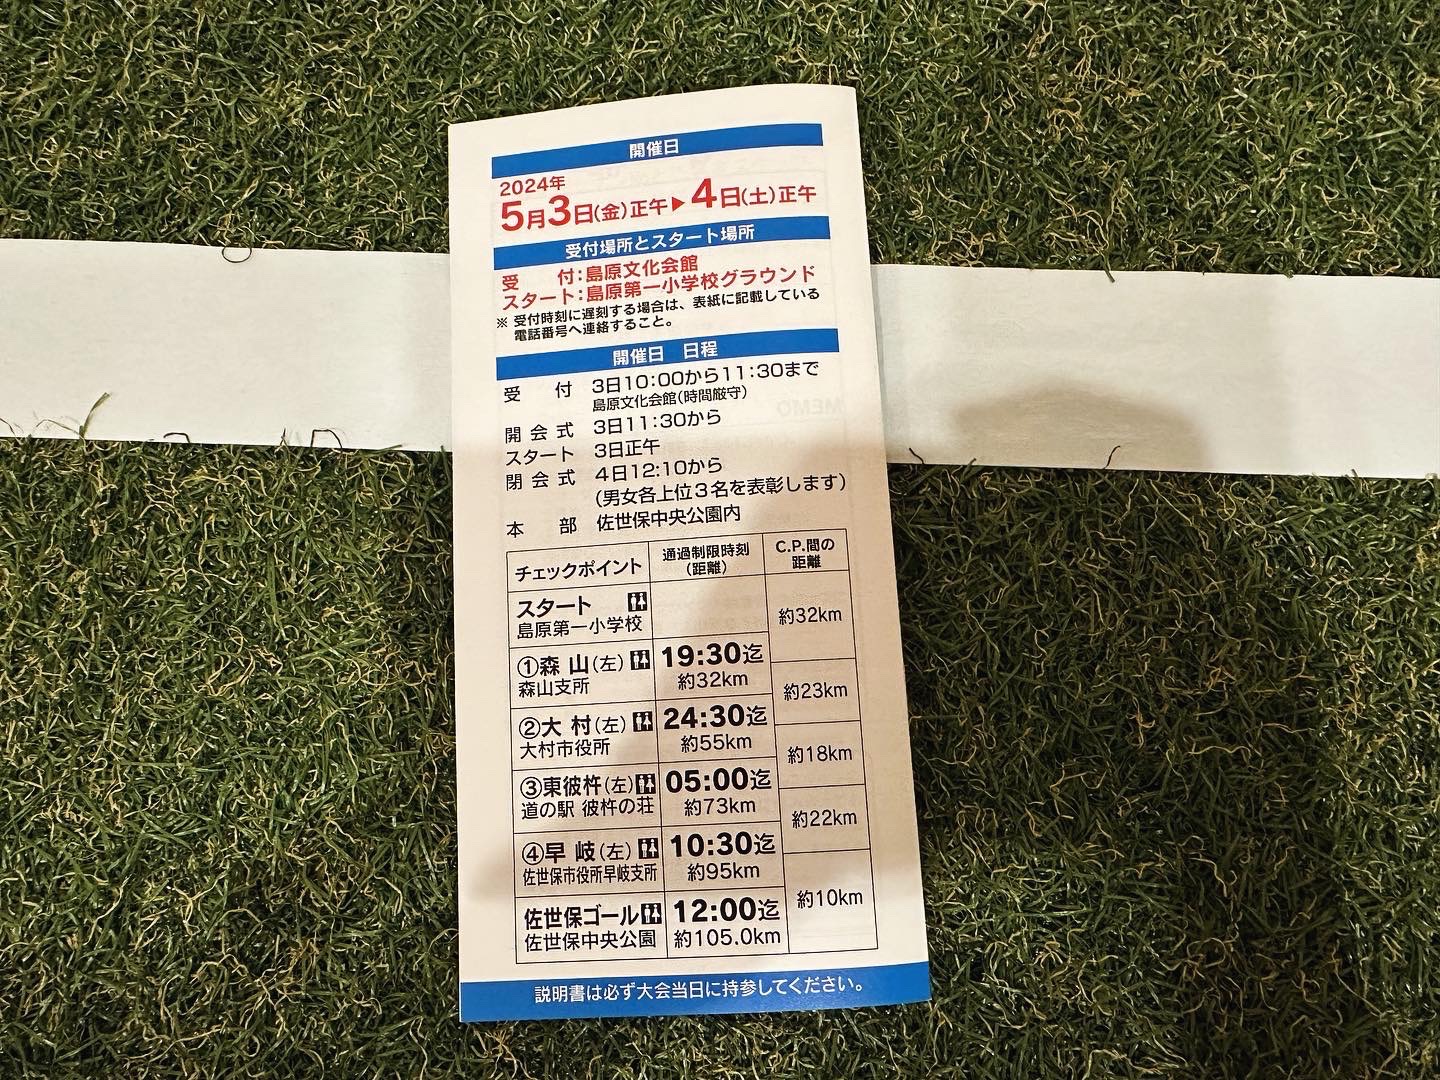 開催日
2024年
5月3日(金)正午▶4日(土)正午
受付場所とスタート場所
受　　付：島原文化会館
スタート：島原第一小学校グラウンド
※ 受付時刻に遅刻する場合は、表紙に記載している
電話番号へ連絡すること。
開催日　日程
受　付　3日10：00から11：30まで
島原文化会館(時間厳守)
開会式　3日11：30から
スタート　3日正午
閉会式　4日12:10から
(男女各上位3名を表彰します)
本　部　佐世保中央公園内
チェックポイント　通過制限時刻(距離)　C.P.間の距離
スタート
島原第一小学校
約32km
①森山(左)　19:30迄
森山支所　約32km
約23km
②大村(左)　24:30迄
大村市役所　約55km
約18km
③東彼杵(左)　05:00迄
道の駅 彼杵の荘　約73km
約22km
④早岐(左)　10:30迄
佐世保市役所早岐支所　約95km
約10km
佐世保ゴール　12:00迄
佐世保中央公園　約105.0km
説明書は必ず大会当日に持参してください。
MEMO